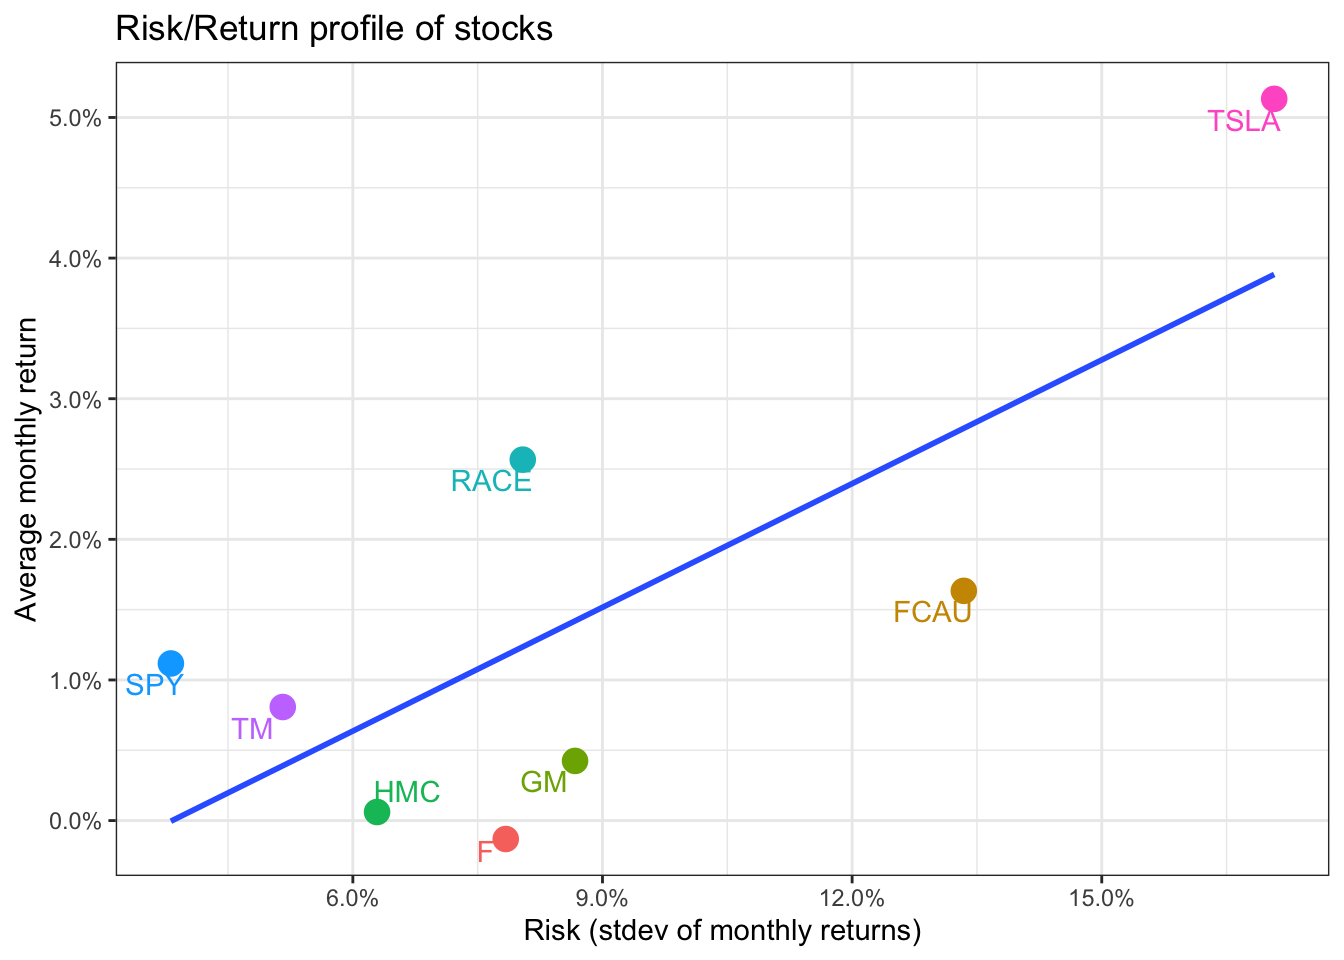 Risk/Return profile of stocks
5.0%
4.0%
3.0%
2.0%
1.0%
0.0%
Average monthly return
TSLA
RACE
FCAU
SPY
TM
HMC
GM
F
6.0%
9.0%
12.0%
15.0%
Risk (stdev of monthly returns)